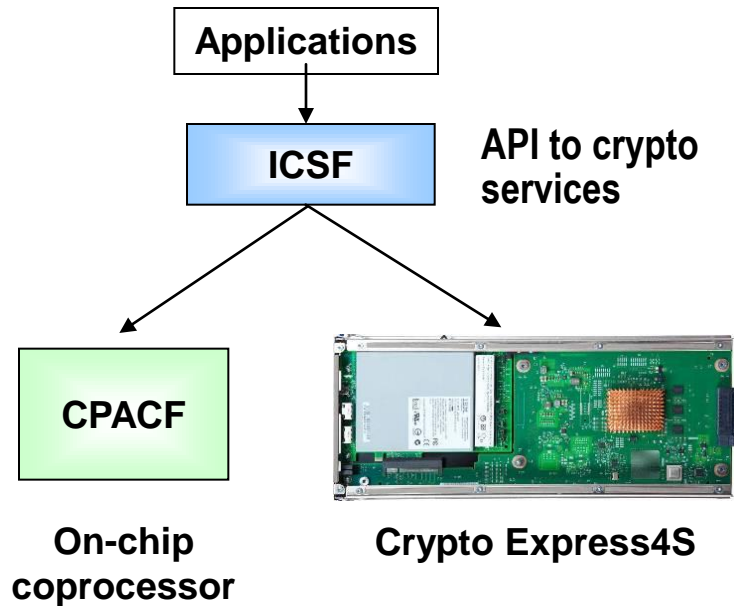 Applications
ICSF
API to crypto
services
CPACF
On-chip
coprocessor
Crypto Express4S